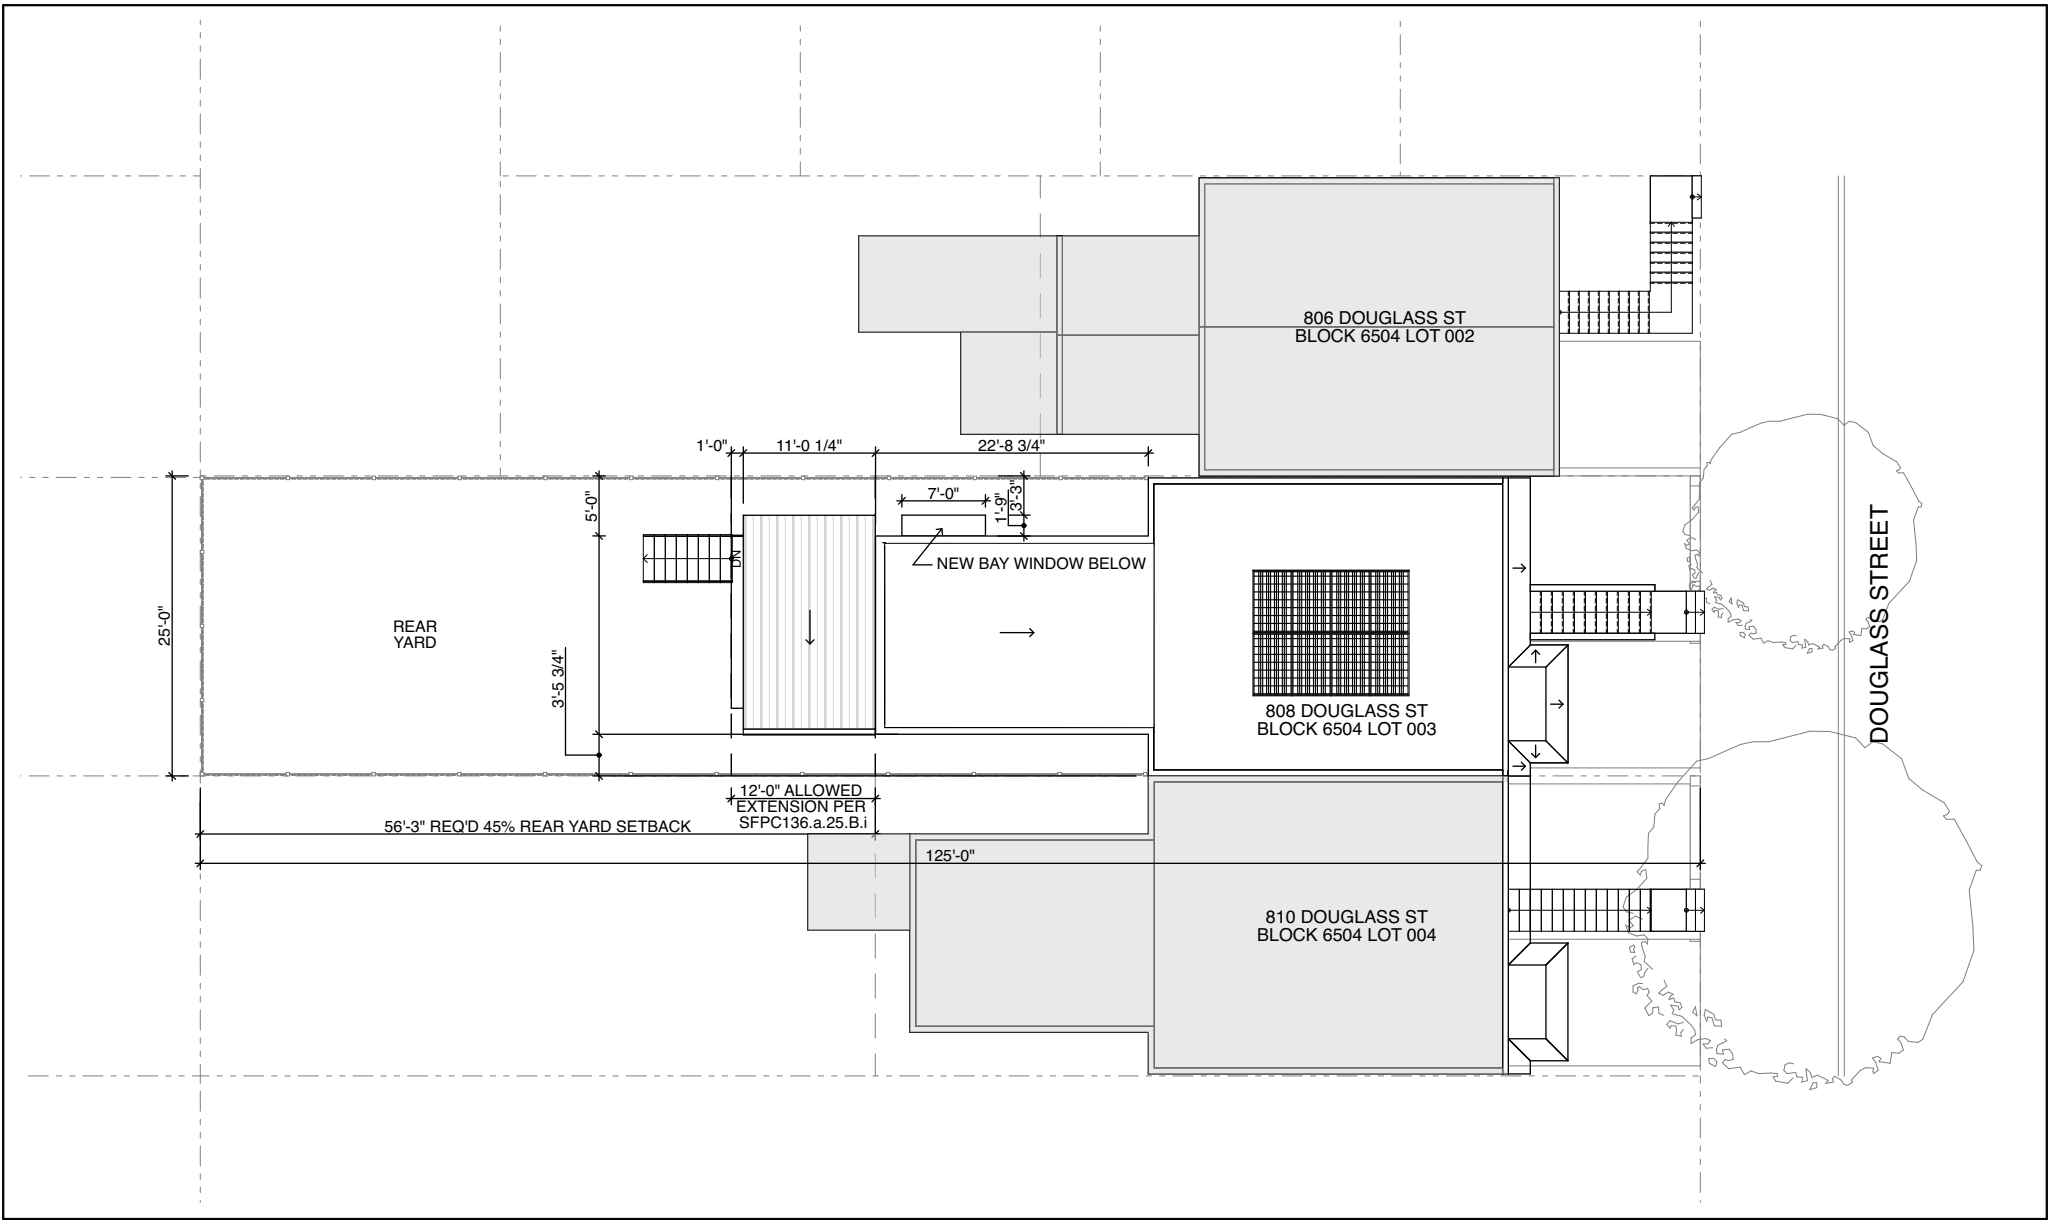 806 DOUGLASS ST
BLOCK 6504 LOT 002
1'-0"
11'-0 1/4"
22'-8 3/4"
7'-0"
1'-9"
3'-3"
5'-0"
DN
NEW BAY WINDOW BELOW
25'-0"
REAR
YARD
3'-5 3/4"
808 DOUGLASS ST
BLOCK 6504 LOT 003
DOUGLASS STREET
12'-0" ALLOWED
EXTENSION PER
SFPC136.a.25.B.i
56'-3" REQ'D 45% REAR YARD SETBACK
125'-0"
810 DOUGLASS ST
BLOCK 6504 LOT 004